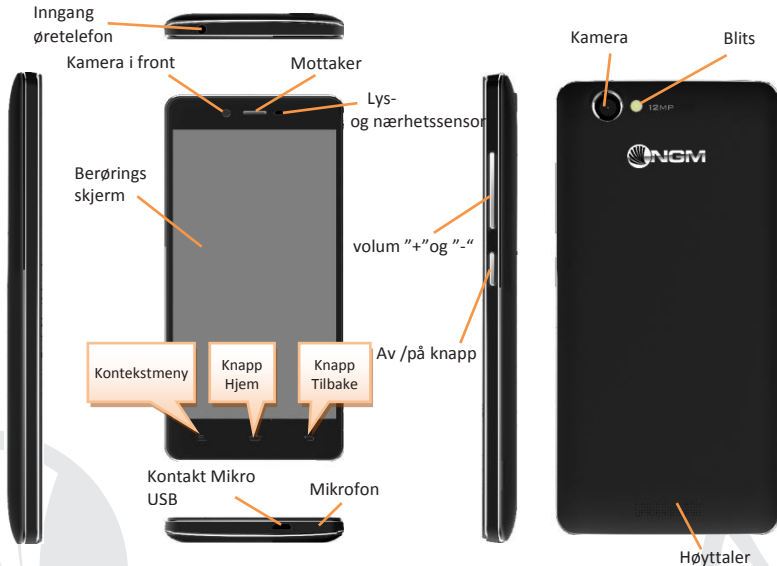 Inngang
øretelefon
Kamera i front
Mottaker
Lys-
og nærhetssensor
Berørings
skjerm
Kontekstmeny
Knapp
Hjem
Knapp
Tilbake
Kontakt Mikro
USB
Mikrofon
volum ”+”og ”-“
Av /på knapp
Kamera
Blits
12MP
NGM
Høyttaler